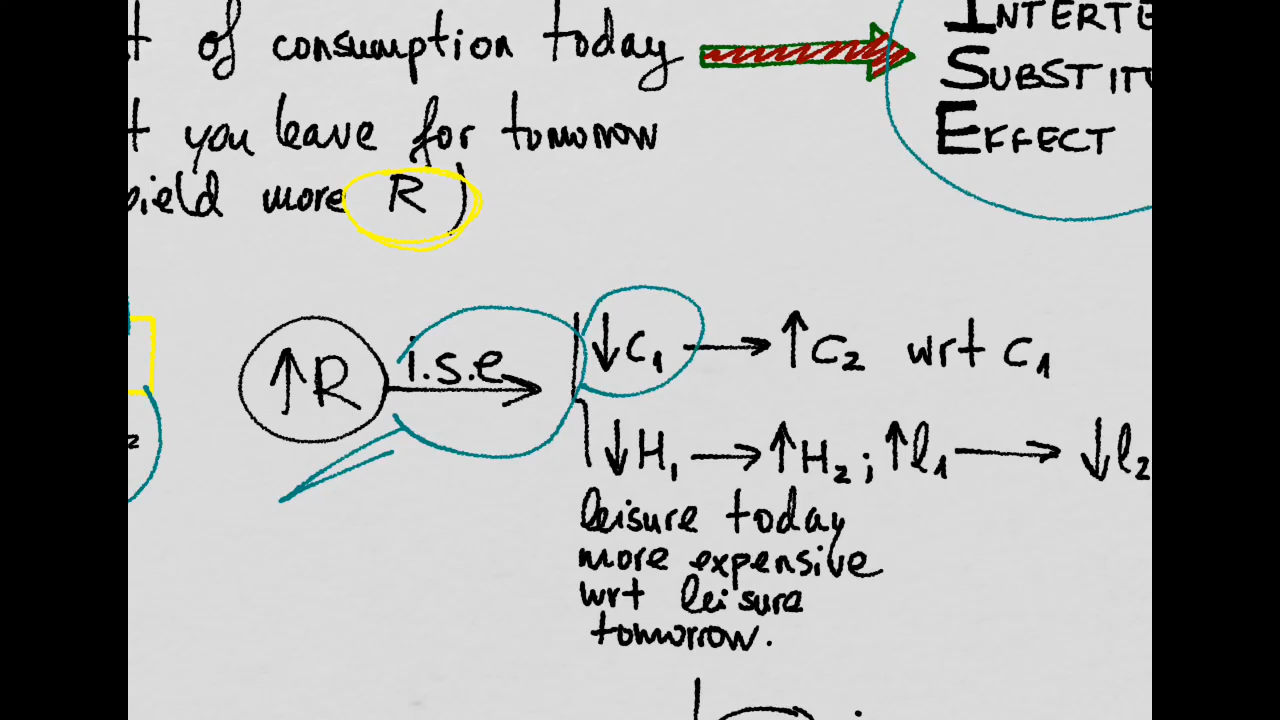 of consumption today
INTERTE
SUBSTITU
EFFECT
t you leave for tomorrow
yield more R )
↑R i.s.e → ↓C1 → ↑C2 wrt C1
↓H1 → ↑H2 ; ↑l1 → ↓l2
leisure today
more expensive
wrt leisure
tomorrow.